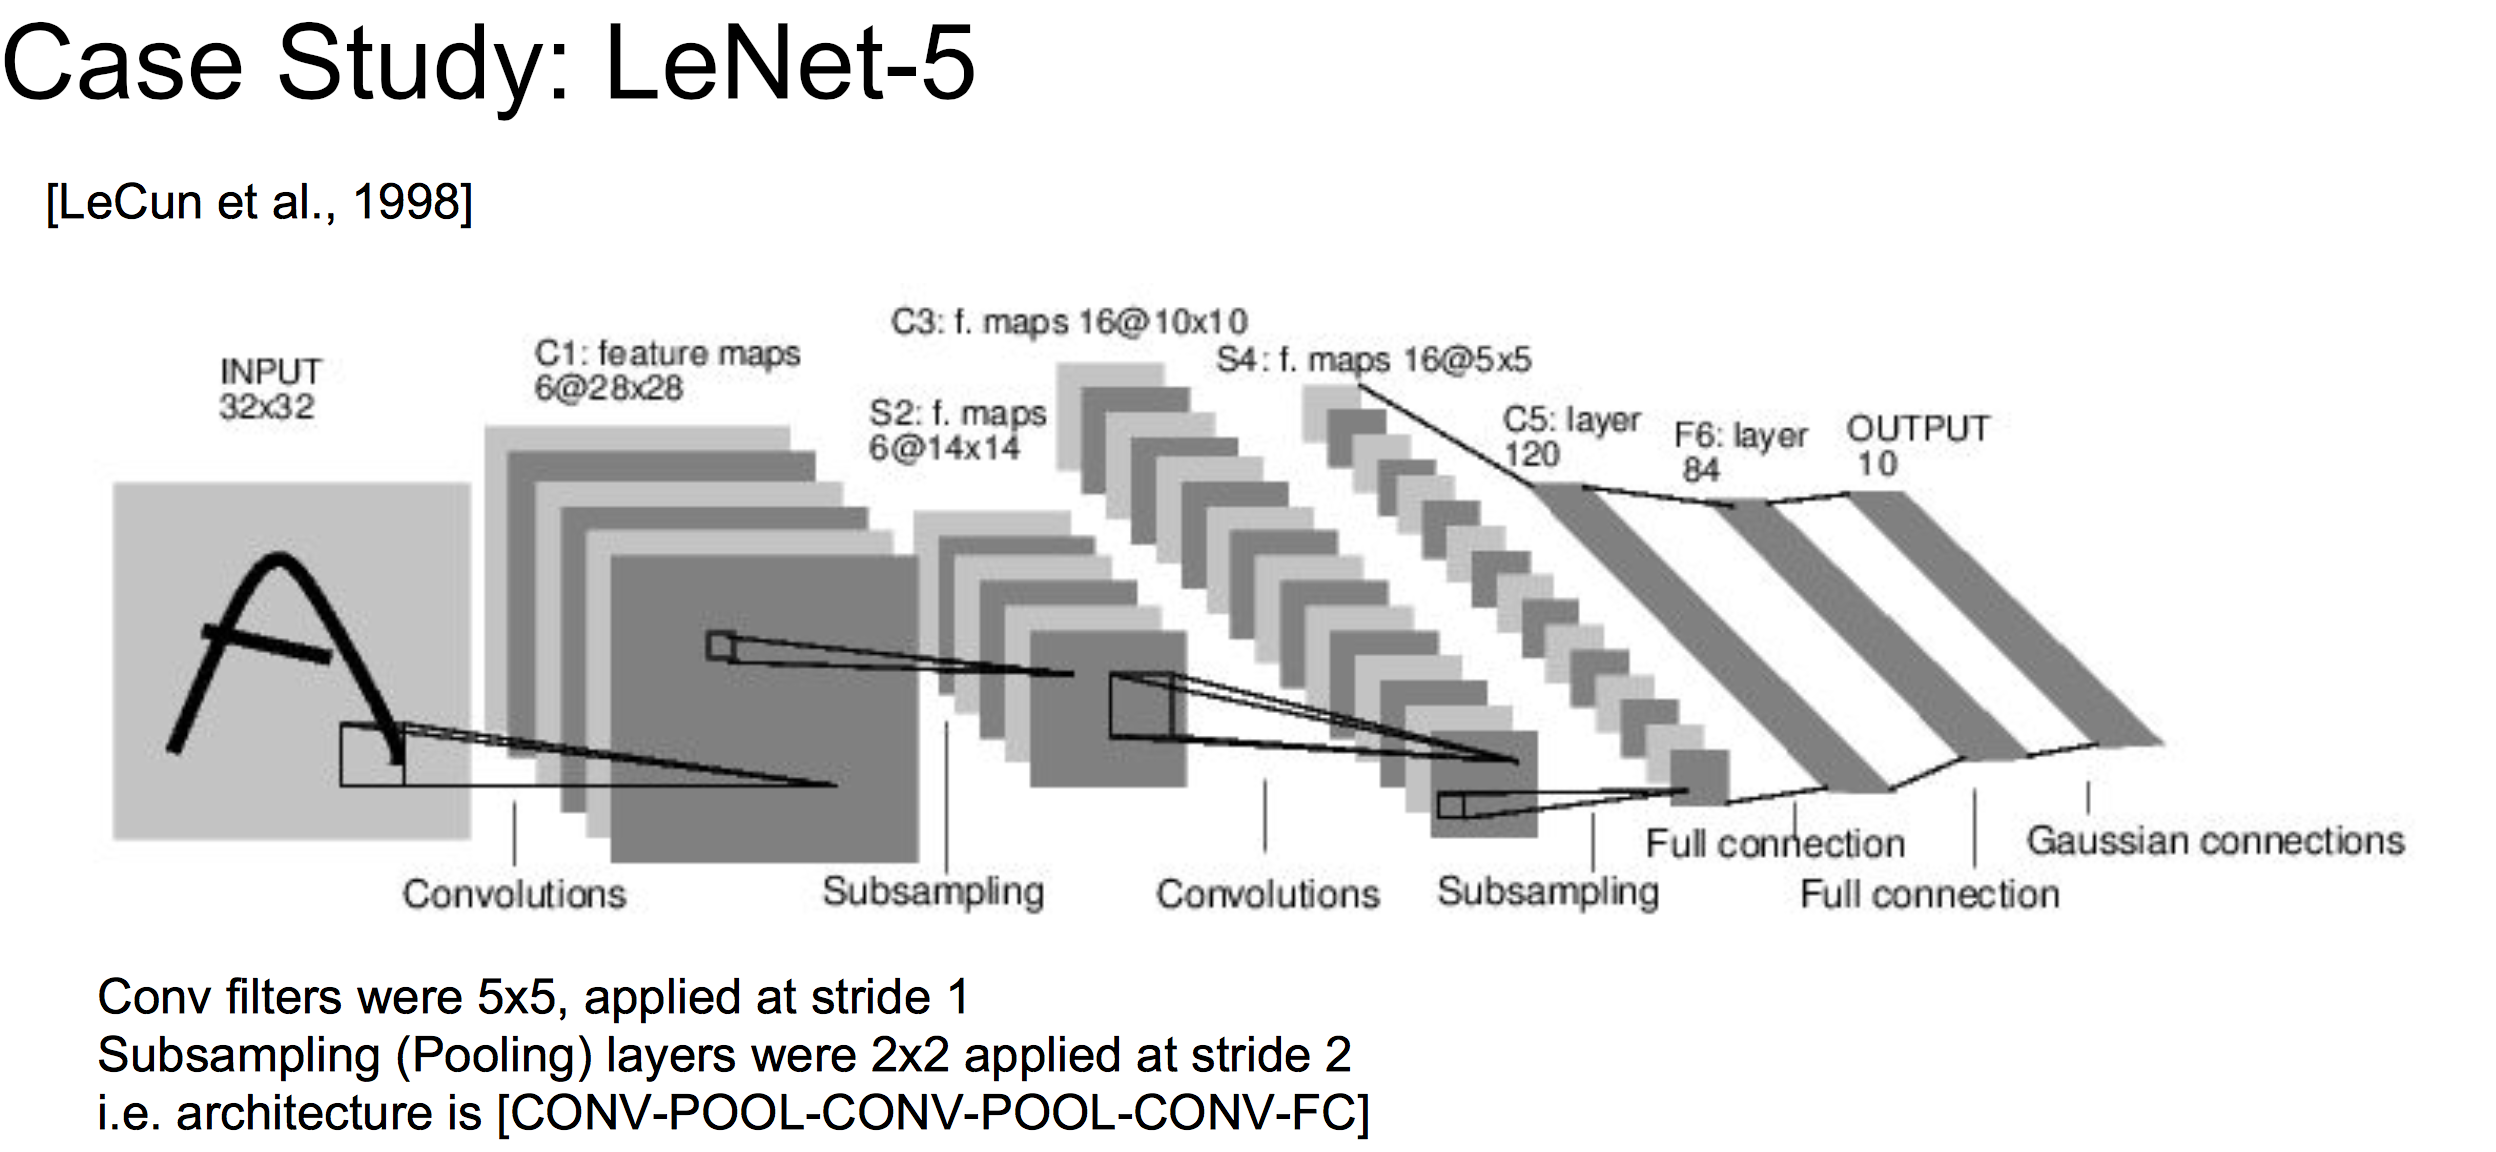 Case Study: LeNet-5
[LeCun et al., 1998]
INPUT
32x32
C1: feature maps
6@28x28
C3: f. maps 16@10x10
S2: f. maps
6@14x14
S4: f. maps 16@5x5
C5: layer
120
F6: layer
84
OUTPUT
10
Convolutions
Subsampling
Convolutions
Subsampling
Full connection
Full connection
Gaussian connections
Conv filters were 5x5, applied at stride 1
Subsampling (Pooling) layers were 2x2 applied at stride 2
i.e. architecture is [CONV-POOL-CONV-POOL-CONV-FC]